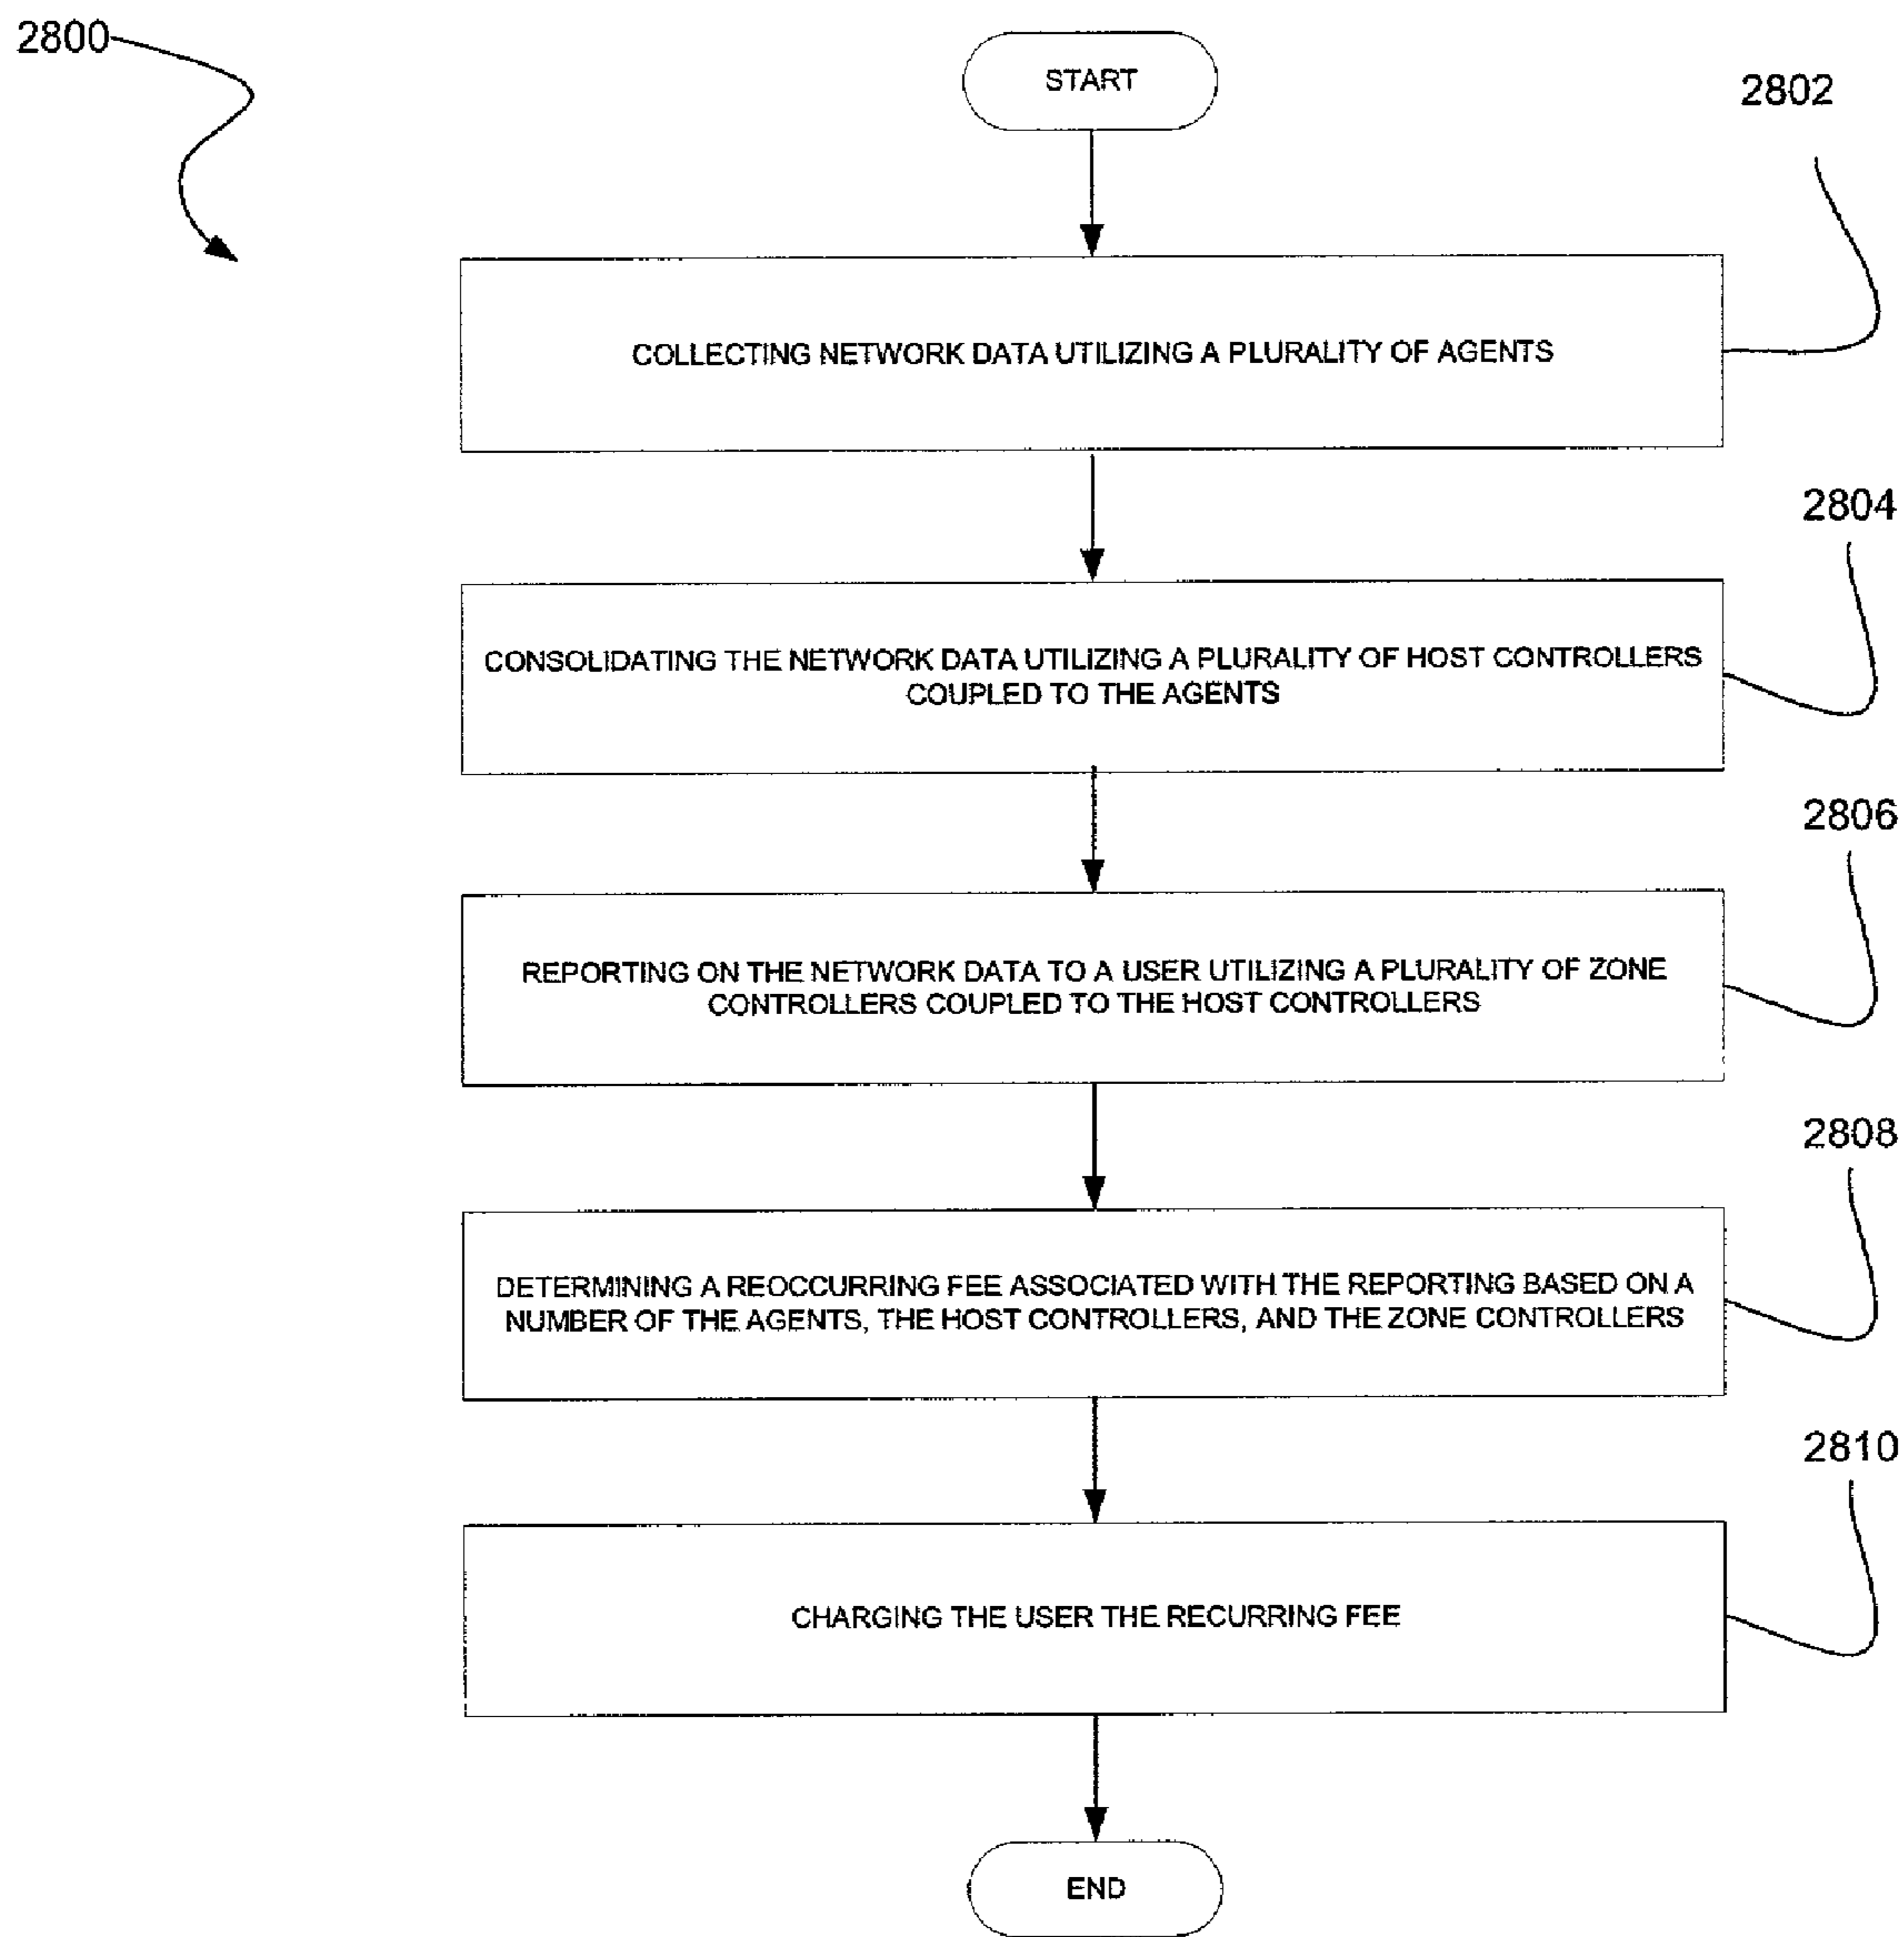 2800
START
2802
COLLECTING NETWORK DATA UTILIZING A PLURALITY OF AGENTS
2804
CONSOLIDATING THE NETWORK DATA UTILIZING A PLURALITY OF HOST CONTROLLERS
COUPLED TO THE AGENTS
2806
REPORTING ON THE NETWORK DATA TO A USER UTILIZING A PLURALITY OF ZONE
CONTROLLERS COUPLED TO THE HOST CONTROLLERS
2808
DETERMINING A REOCCURRING FEE ASSOCIATED WITH THE REPORTING BASED ON A
NUMBER OF THE AGENTS, THE HOST CONTROLLERS, AND THE ZONE CONTROLLERS
2810
CHARGING THE USER THE RECURRING FEE
END